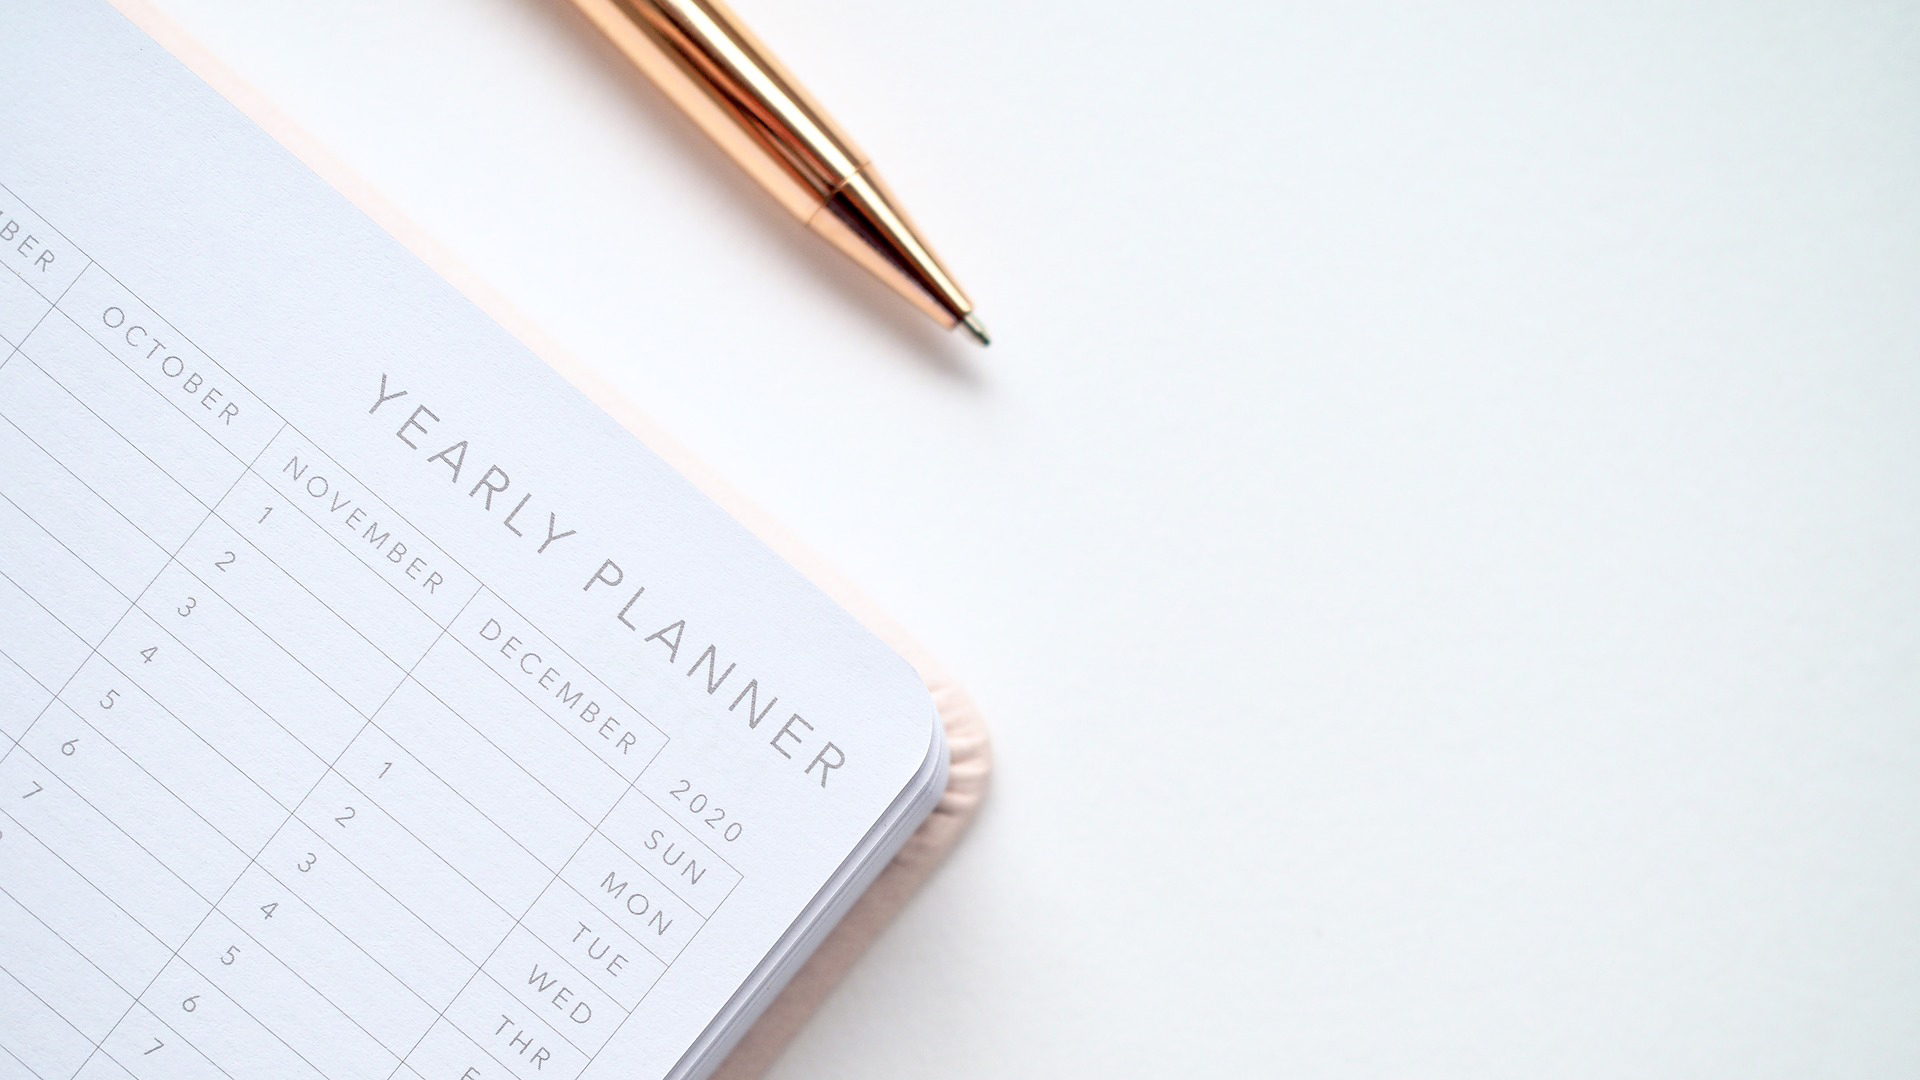 YEARLY PLANNER
OCTOBER NOVEMBER DECEMBER 2020
1 SUN
2 MON
3 1 TUE
4 2 WED
5 3 THR
6 4
7 5
6
7